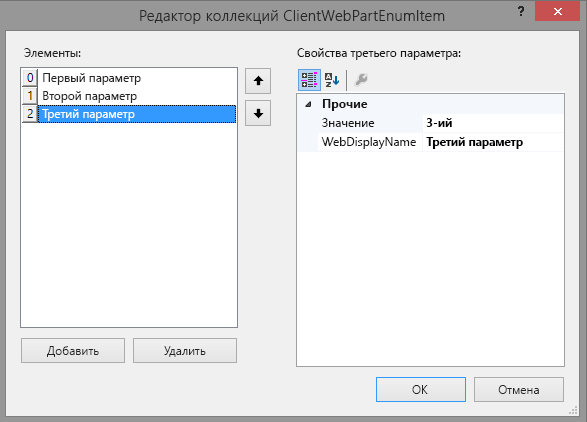 Редактор коллекций ClientWebPartEnumItem
?
Элементы:
0 Первый параметр
1 Второй параметр
2 Третий параметр
Добавить
Удалить
Свойства третьего параметра:
Прочие
Значение 3-ий
WebDisplayName Третий параметр
OK
Отмена